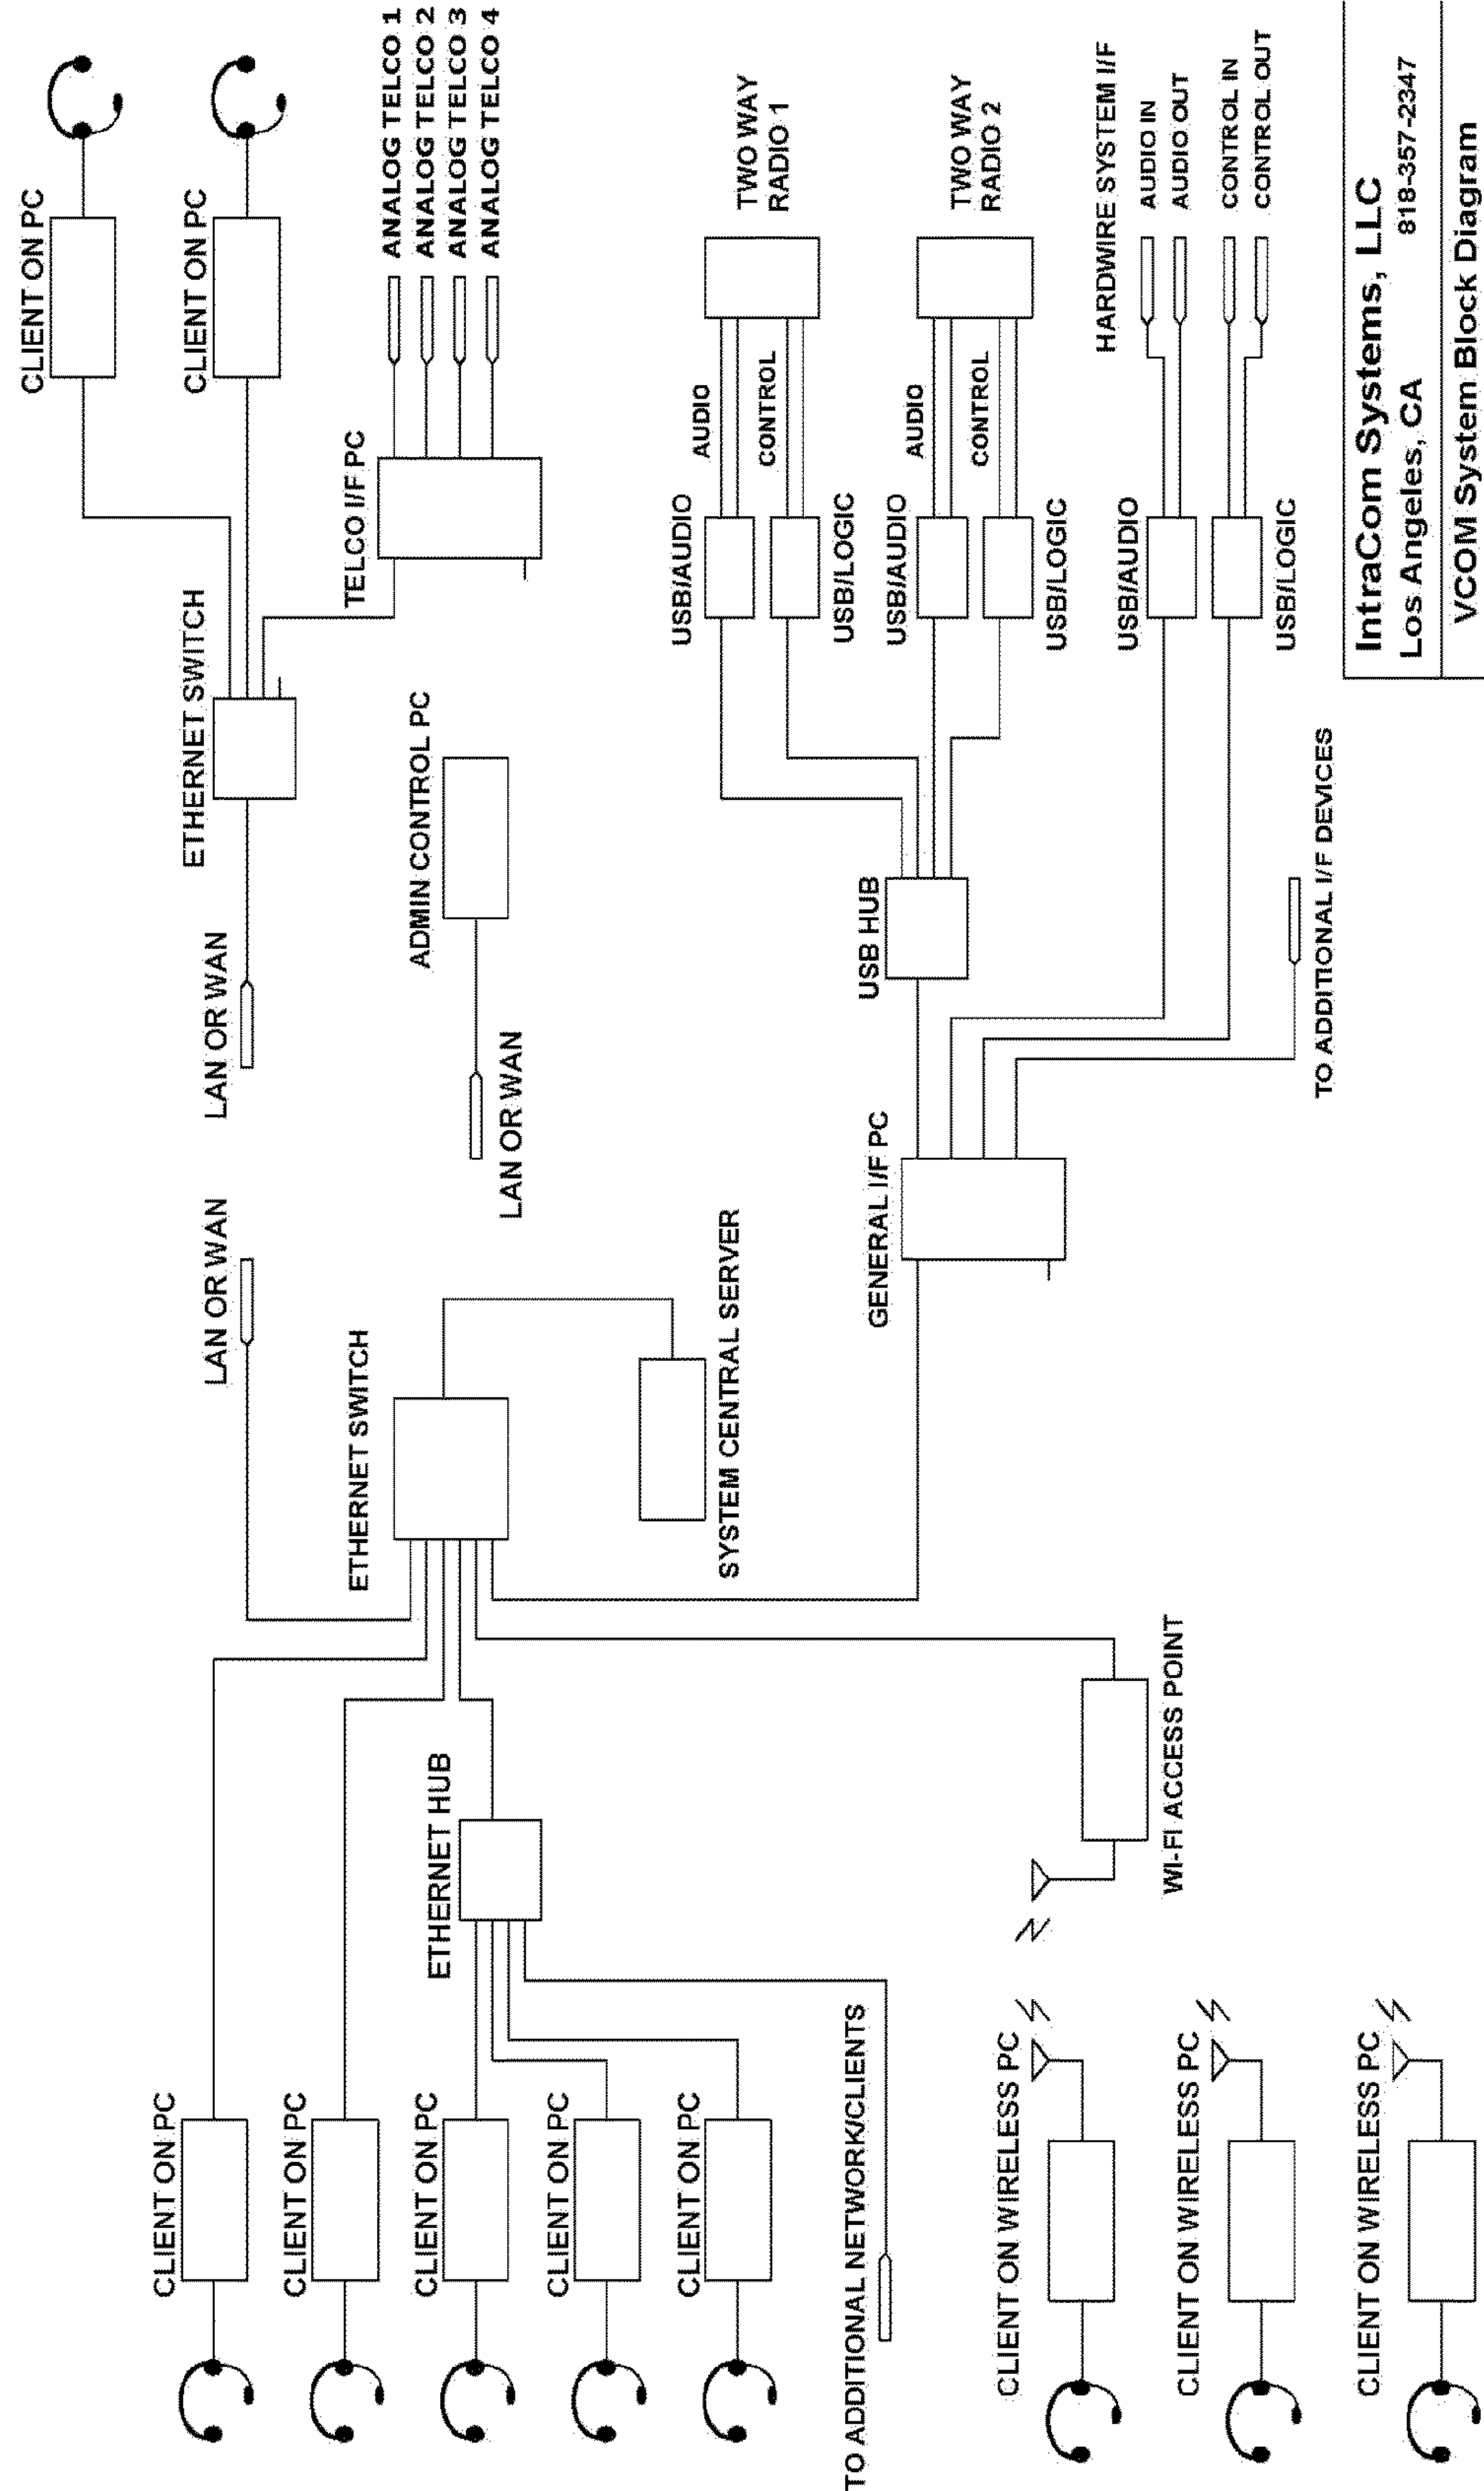 CLIENT ON PC
CLIENT ON PC
CLIENT ON PC
CLIENT ON PC
CLIENT ON PC
TO ADDITIONAL NETWORK/CLIENTS
CLIENT ON WIRELESS PC
CLIENT ON WIRELESS PC
CLIENT ON WIRELESS PC
ETHERNET HUB
WI-FI ACCESS POINT
LAN OR WAN
ETHERNET SWITCH
SYSTEM CENTRAL SERVER
GENERAL I/F PC
LAN OR WAN
LAN OR WAN
ADMIN CONTROL PC
ETHERNET SWITCH
USB HUB
TO ADDITIONAL I/F DEVICES
CLIENT ON PC
CLIENT ON PC
TELCO I/F PC
ANALOG TELCO 1
ANALOG TELCO 2
ANALOG TELCO 3
ANALOG TELCO 4
USB/AUDIO
AUDIO
CONTROL
USB/LOGIC
TWO WAY
RADIO 1
USB/AUDIO
AUDIO
CONTROL
USB/LOGIC
TWO WAY
RADIO 2
HARDWIRE SYSTEM I/F
USB/AUDIO
AUDIO IN
AUDIO OUT
USB/LOGIC
CONTROL IN
CONTROL OUT
IntraCom Systems, LLC
Los Angeles, CA 818-357-2347
VCOM System Block Diagram